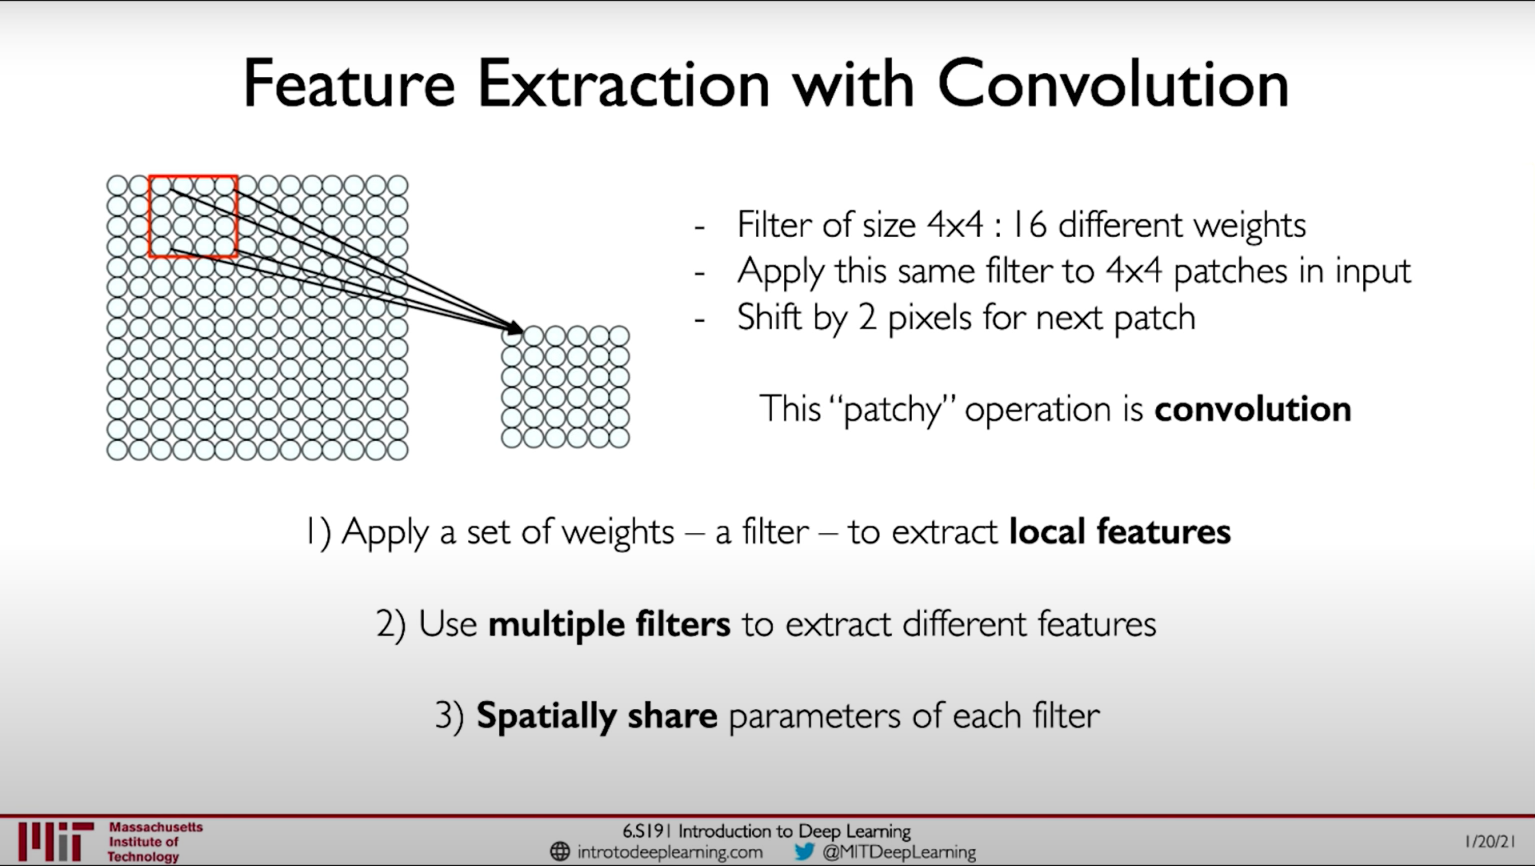 Feature Extraction with Convolution
- Filter of size 4x4 : 16 different weights
- Apply this same filter to 4x4 patches in input
- Shift by 2 pixels for next patch
This “patchy” operation is convolution
1) Apply a set of weights – a filter – to extract local features
2) Use multiple filters to extract different features
3) Spatially share parameters of each filter
Massachusetts
Institute of
Technology
6.S191 Introduction to Deep Learning
introtodeeplearning.com @MITDeepLearning
1/20/21